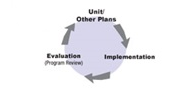 Unit/
Other Plans
Evaluation
(Program Review)
Implementation